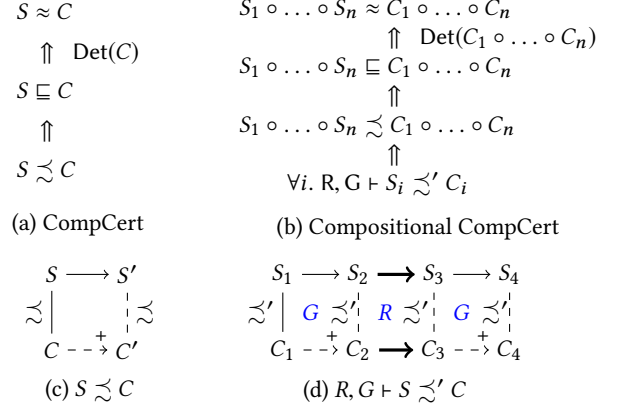 S ≈ C
⇑ Det(C)
S ⊑ C
⇑
S ≾ C
(a) CompCert
S₁ ∘ … ∘ Sₙ ≈ C₁ ∘ … ∘ Cₙ
⇑ Det(C₁ ∘ … ∘ Cₙ)
S₁ ∘ … ∘ Sₙ ⊑ C₁ ∘ … ∘ Cₙ
⇑
S₁ ∘ … ∘ Sₙ ≾ C₁ ∘ … ∘ Cₙ
⇑
∀i. R, G ⊢ Sᵢ ≾′ Cᵢ
(b) Compositional CompCert
S ⟶ S′
≾ ≾
+
C ⇢ C′
(c) S ≾ C
S₁ ⟶ S₂ ⟶ S₃ ⟶ S₄
≾′ G ≾′ R ≾′ G ≾′
+ +
C₁ ⇢ C₂ ⟶ C₃ ⇢ C₄
(d) R, G ⊢ S ≾′ C